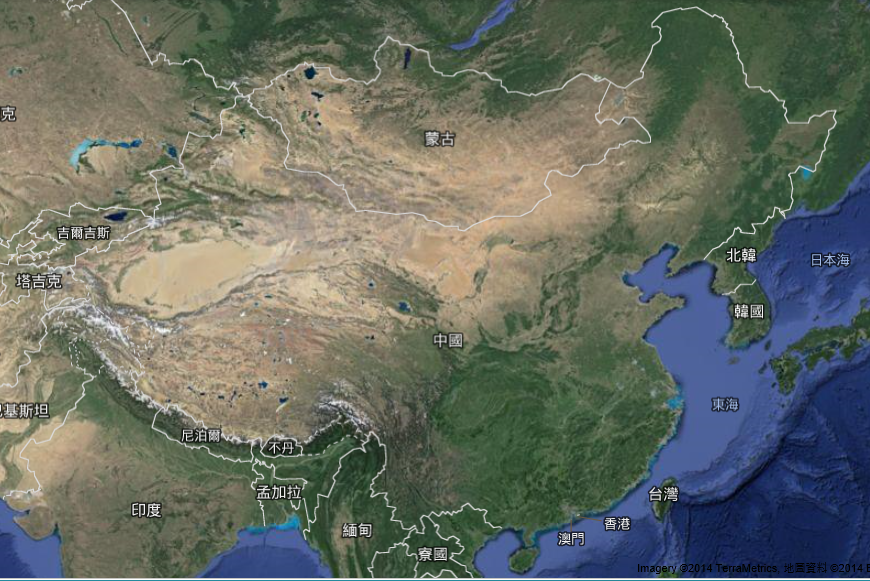 克
蒙古
吉爾吉斯
塔吉克
北韓
日本海
韓國
中國
巴基斯坦
東海
尼泊爾
不丹
孟加拉
台灣
印度
香港
緬甸
澳門
寮國
Imagery ©2014 TerraMetrics, 地圖資料 ©2014